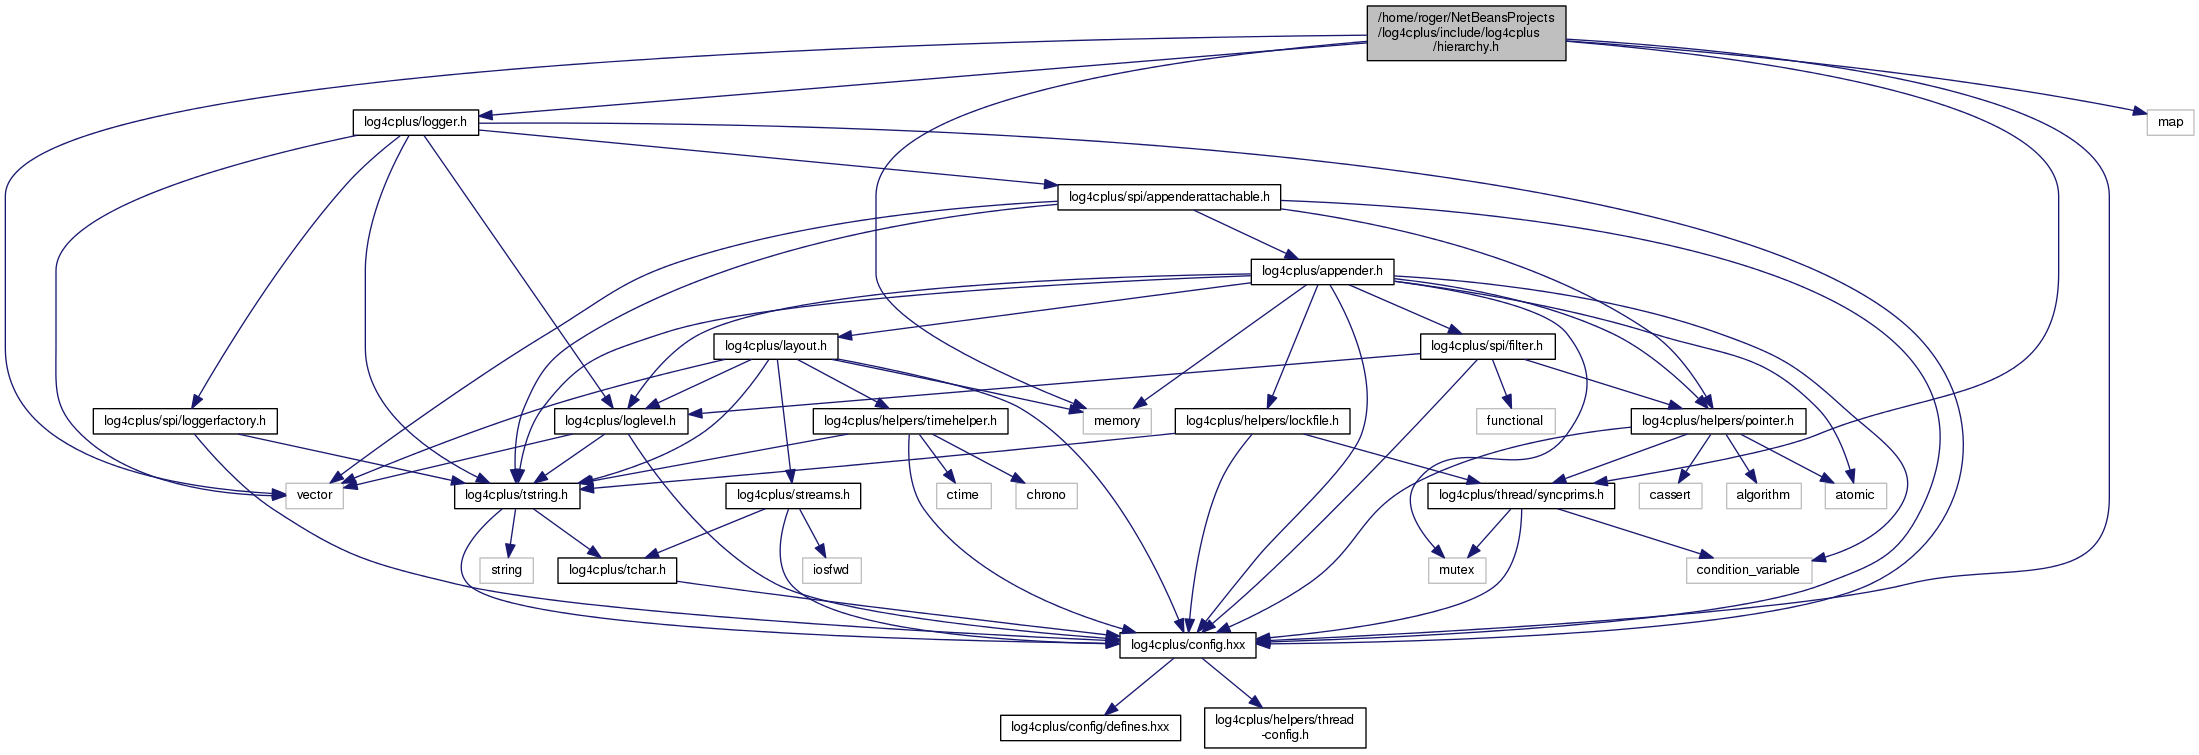 /home/roger/NetBeansProjects
/log4cplus/include/log4cplus
/hierarchy.h
log4cplus/logger.h
map
log4cplus/spi/appenderattachable.h
log4cplus/appender.h
log4cplus/layout.h
log4cplus/spi/filter.h
log4cplus/spi/loggerfactory.h
log4cplus/loglevel.h
log4cplus/helpers/timehelper.h
memory
log4cplus/helpers/lockfile.h
functional
log4cplus/helpers/pointer.h
vector
log4cplus/tstring.h
log4cplus/streams.h
ctime
chrono
log4cplus/thread/syncprims.h
cassert
algorithm
atomic
string
log4cplus/tchar.h
iosfwd
mutex
condition_variable
log4cplus/config.hxx
log4cplus/config/defines.hxx
log4cplus/helpers/thread
-config.h